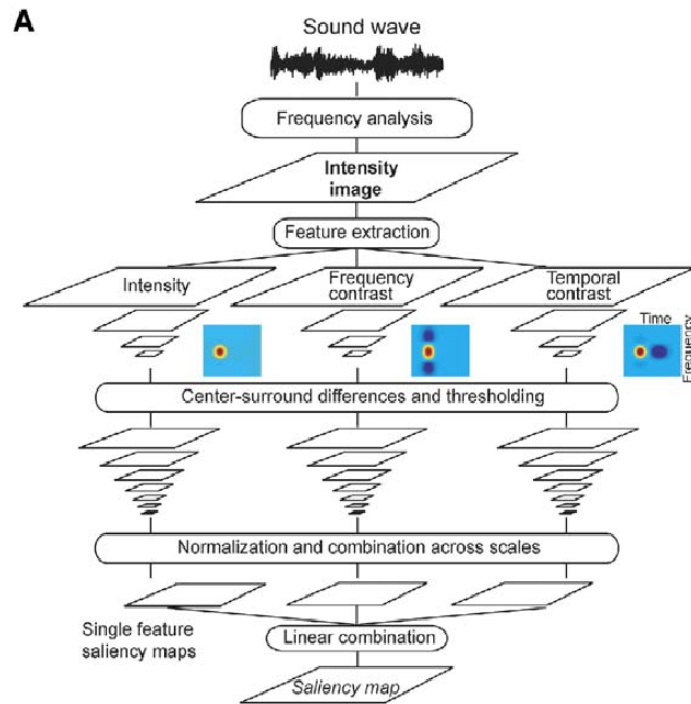 A
Sound wave
Frequency analysis
Intensity
image
Feature extraction
Intensity
Frequency
contrast
Temporal
contrast
Time
Frequency
Center-surround differences and thresholding
Normalization and combination across scales
Single feature
saliency maps
Linear combination
Saliency map